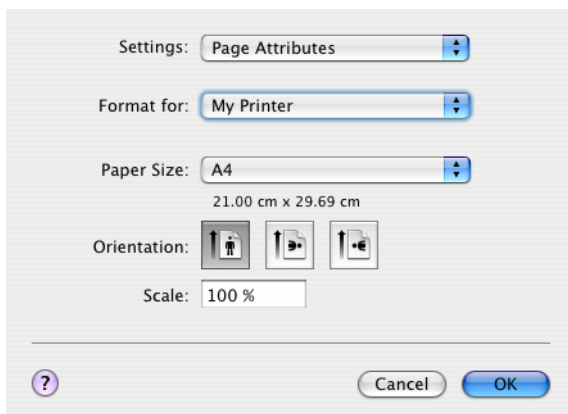 Settings: Page Attributes
Format for: My Printer
Paper Size: A4
21.00 cm x 29.69 cm
Orientation:
Scale: 100 %
? Cancel OK